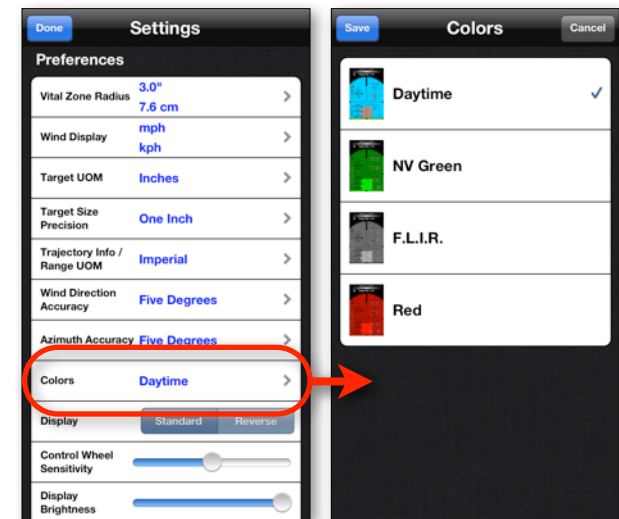 Done
Settings
Preferences
Vital Zone Radius
3.0"
7.6 cm
Wind Display
mph
kph
Target UOM
Inches
Target Size
Precision
One Inch
Trajectory Info /
Range UOM
Imperial
Wind Direction
Accuracy
Five Degrees
Azimuth Accuracy
Five Degrees
Colors
Daytime
Display
Standard
Reverse
Control Wheel
Sensitivity
Display
Brightness
Save
Colors
Cancel
Daytime
NV Green
F.L.I.R.
Red